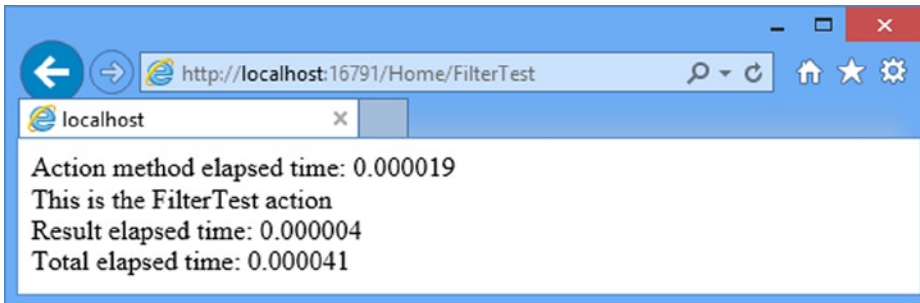 http://localhost:16791/Home/FilterTest
localhost
Action method elapsed time: 0.000019
This is the FilterTest action
Result elapsed time: 0.000004
Total elapsed time: 0.000041